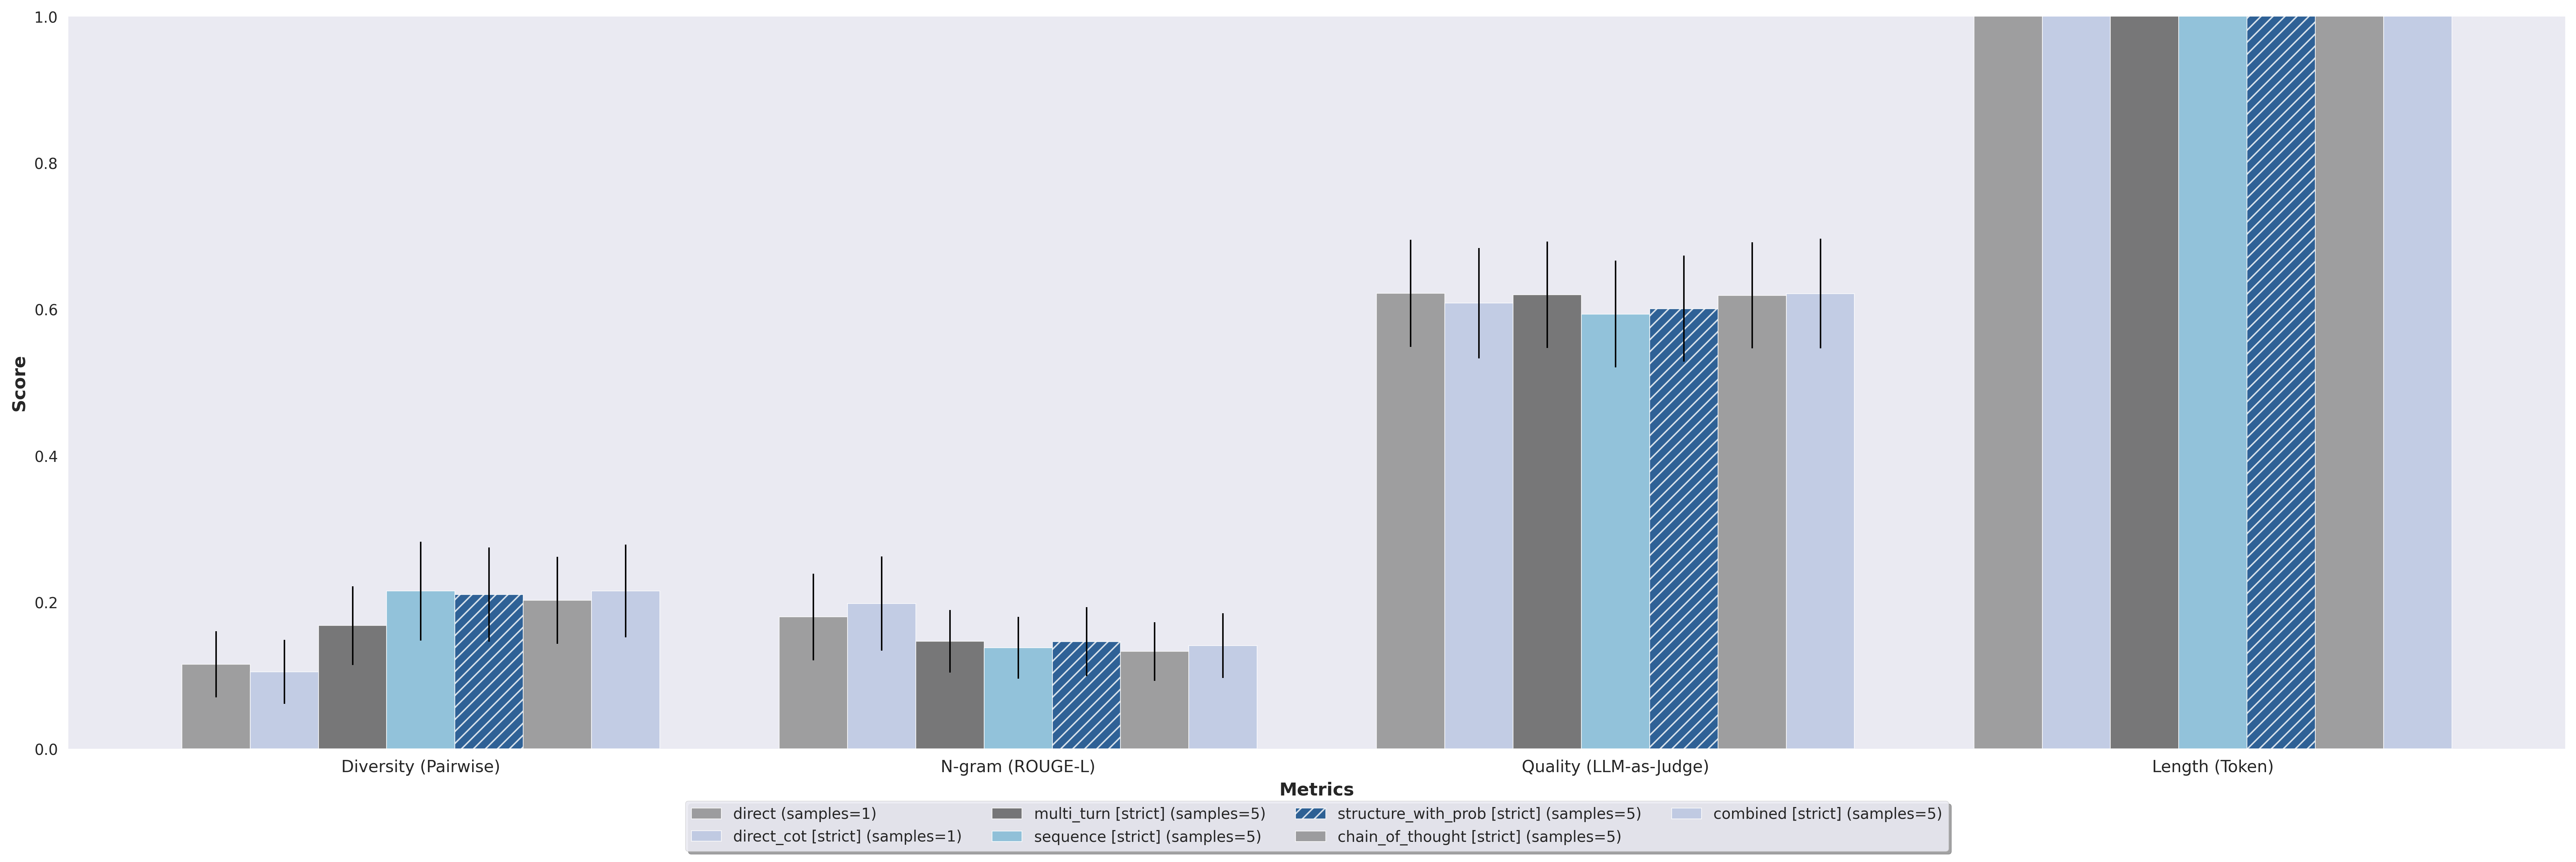 1.0
0.8
0.6
0.4
0.2
0.0
Score
Diversity (Pairwise)
N-gram (ROUGE-L)
Quality (LLM-as-Judge)
Length (Token)
Metrics
direct (samples=1)
direct_cot [strict] (samples=1)
multi_turn [strict] (samples=5)
sequence [strict] (samples=5)
structure_with_prob [strict] (samples=5)
chain_of_thought [strict] (samples=5)
combined [strict] (samples=5)